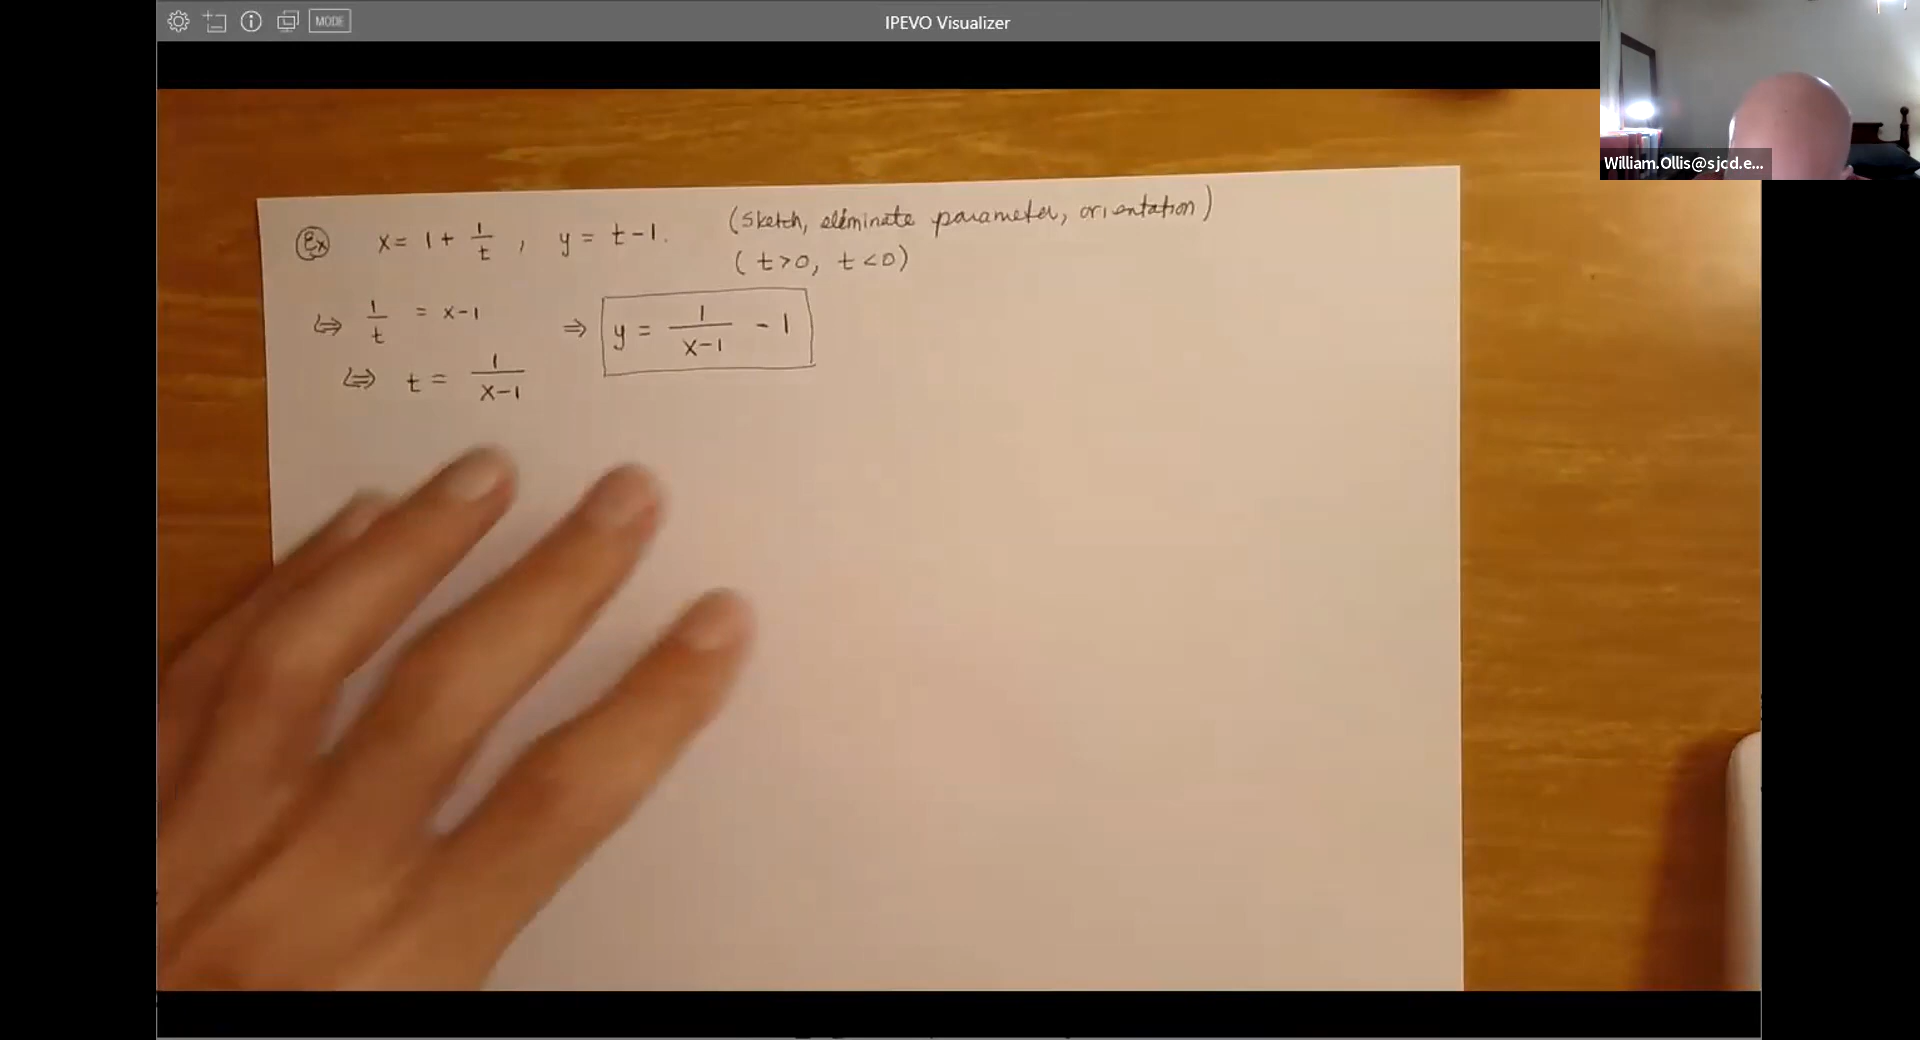 MODE
IPEVO Visualizer
William.Ollis@sjcd.e...
Ex x = 1 + 1/t , y = t-1. (Sketch, eliminate parameter, orientation)
(t>0, t<0)
⇔ 1/t = x-1 ⇒ y = 1/(x-1) - 1
⇔ t = 1/(x-1)